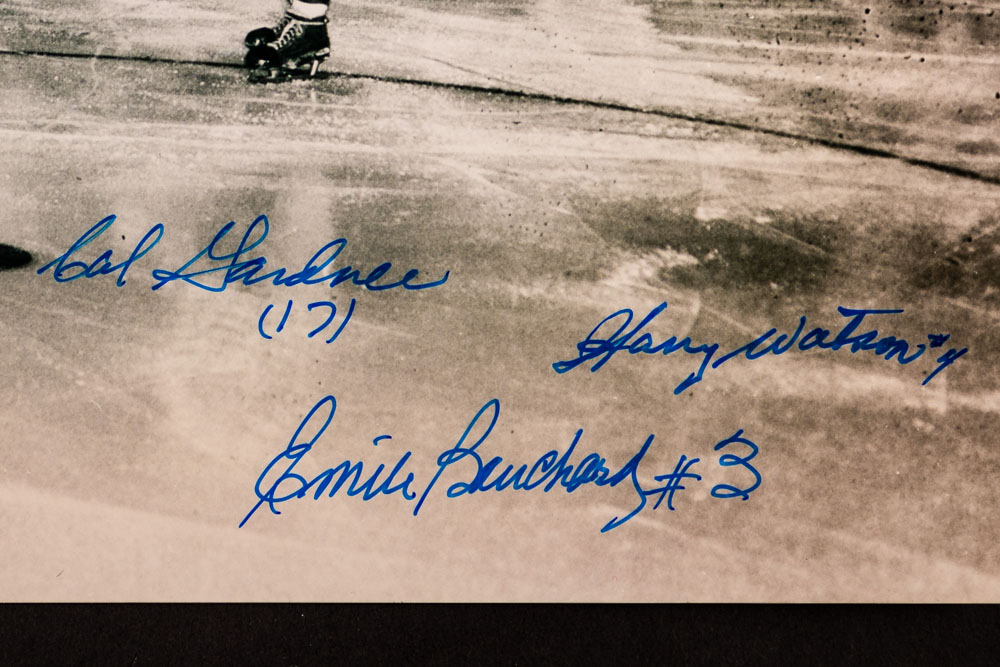 Cal Gardner
(17)
Harry Watson #4
Emile Bouchard #3